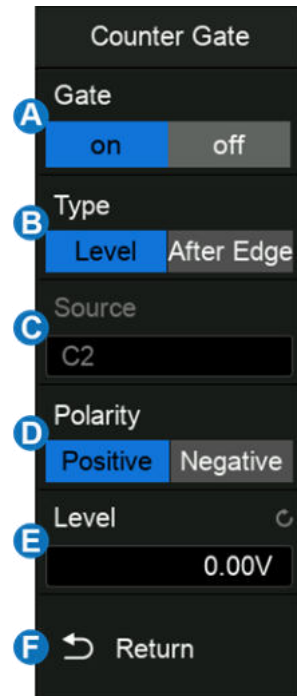 Counter Gate
Gate
A
on off
Type
B
Level After Edge
Source
C
C2
Polarity
D
Positive Negative
Level
E
0.00V
F Return